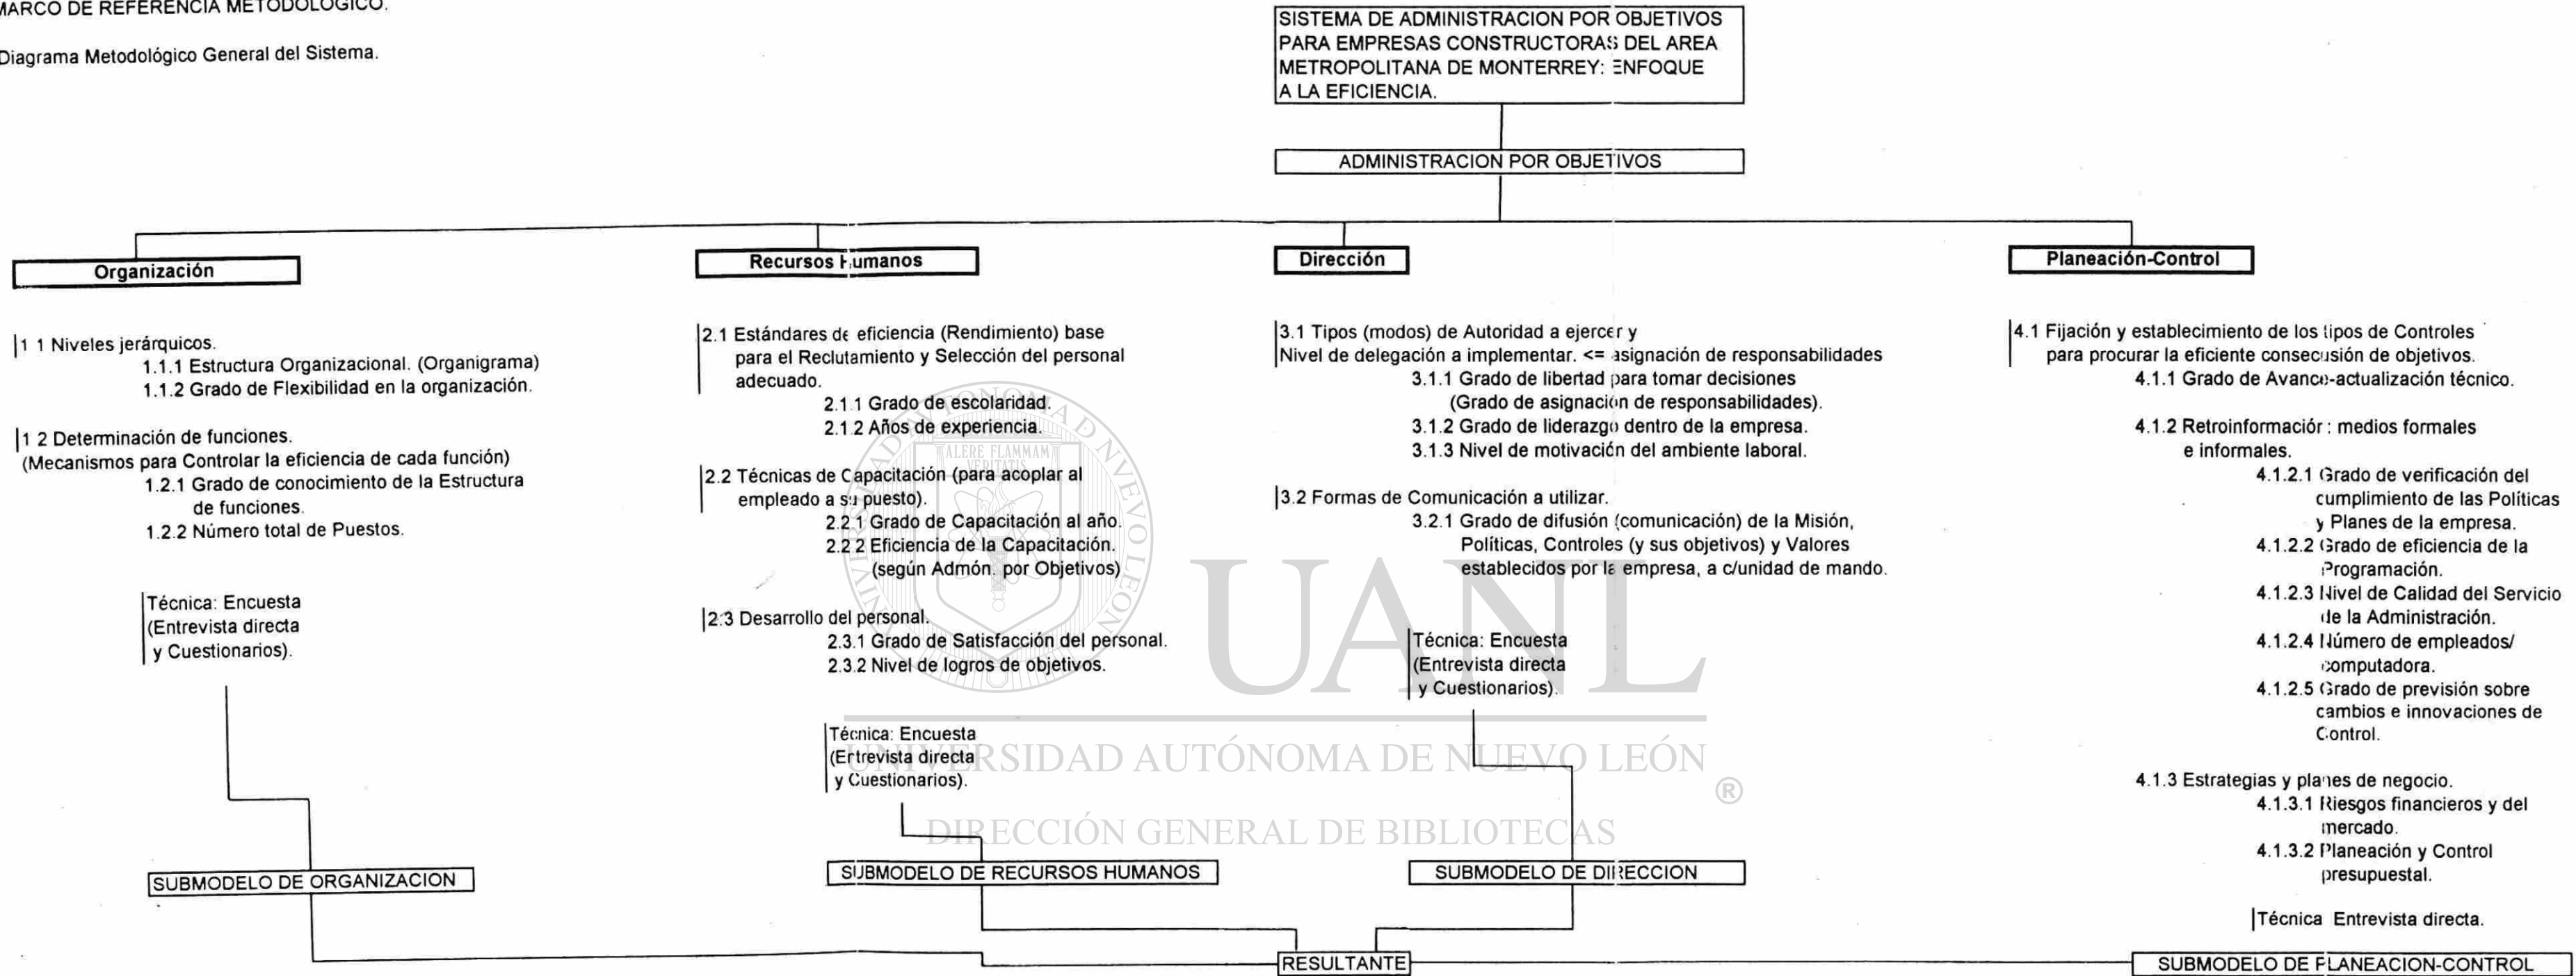 MARCO DE REFERENCIA METODOLOGICO.
Diagrama Metodológico General del Sistema.
SISTEMA DE ADMINISTRACION POR OBJETIVOS
PARA EMPRESAS CONSTRUCTORAS DEL AREA
METROPOLITANA DE MONTERREY: ENFOQUE
A LA EFICIENCIA.
ADMINISTRACION POR OBJETIVOS
Organización
1 1 Niveles jerárquicos.
1.1.1 Estructura Organizacional. (Organigrama)
1.1.2 Grado de Flexibilidad en la organización.
1 2 Determinación de funciones.
(Mecanismos para Controlar la eficiencia de cada función)
1.2.1 Grado de conocimiento de la Estructura
de funciones.
1.2.2 Número total de Puestos.
Técnica: Encuesta
(Entrevista directa
y Cuestionarios).
SUBMODELO DE ORGANIZACION
Recursos Humanos
2.1 Estándares de eficiencia (Rendimiento) base
para el Reclutamiento y Selección del personal
adecuado.
2.1.1 Grado de escolaridad.
2.1.2 Años de experiencia.
2.2 Técnicas de Capacitación (para acoplar al
empleado a su puesto).
2.2.1 Grado de Capacitación al año.
2.2.2 Eficiencia de la Capacitación.
(según Admón. por Objetivos)
2.3 Desarrollo del personal.
2.3.1 Grado de Satisfacción del personal.
2.3.2 Nivel de logros de objetivos.
Técnica: Encuesta
(Entrevista directa
y Cuestionarios).
SUBMODELO DE RECURSOS HUMANOS
Dirección
3.1 Tipos (modos) de Autoridad a ejercer y
Nivel de delegación a implementar. <= asignación de responsabilidades
3.1.1 Grado de libertad para tomar decisiones
(Grado de asignación de responsabilidades).
3.1.2 Grado de liderazgo dentro de la empresa.
3.1.3 Nivel de motivación del ambiente laboral.
3.2 Formas de Comunicación a utilizar.
3.2.1 Grado de difusión (comunicación) de la Misión,
Políticas, Controles (y sus objetivos) y Valores
establecidos por la empresa, a c/unidad de mando.
Técnica: Encuesta
(Entrevista directa
y Cuestionarios).
SUBMODELO DE DIRECCION
Planeación-Control
4.1 Fijación y establecimiento de los tipos de Controles
para procurar la eficiente consecusión de objetivos.
4.1.1 Grado de Avance-actualización técnico.
4.1.2 Retroinformación : medios formales
e informales.
4.1.2.1 Grado de verificación del
cumplimiento de las Políticas
y Planes de la empresa.
4.1.2.2 Grado de eficiencia de la
Programación.
4.1.2.3 Nivel de Calidad del Servicio
de la Administración.
4.1.2.4 Número de empleados/
computadora.
4.1.2.5 Grado de previsión sobre
cambios e innovaciones de
Control.
4.1.3 Estrategias y planes de negocio.
4.1.3.1 Riesgos financieros y del
mercado.
4.1.3.2 Planeación y Control
presupuestal.
Técnica Entrevista directa.
SUBMODELO DE PLANEACION-CONTROL
RESULTANTE
UNIVERSIDAD AUTONOMA D NVEVO LEON
ALERE FLAMMAM
VERITATIS
UANL
UNIVERSIDAD AUTÓNOMA DE NUEVO LEÓN
®
DIRECCIÓN GENERAL DE BIBLIOTECAS